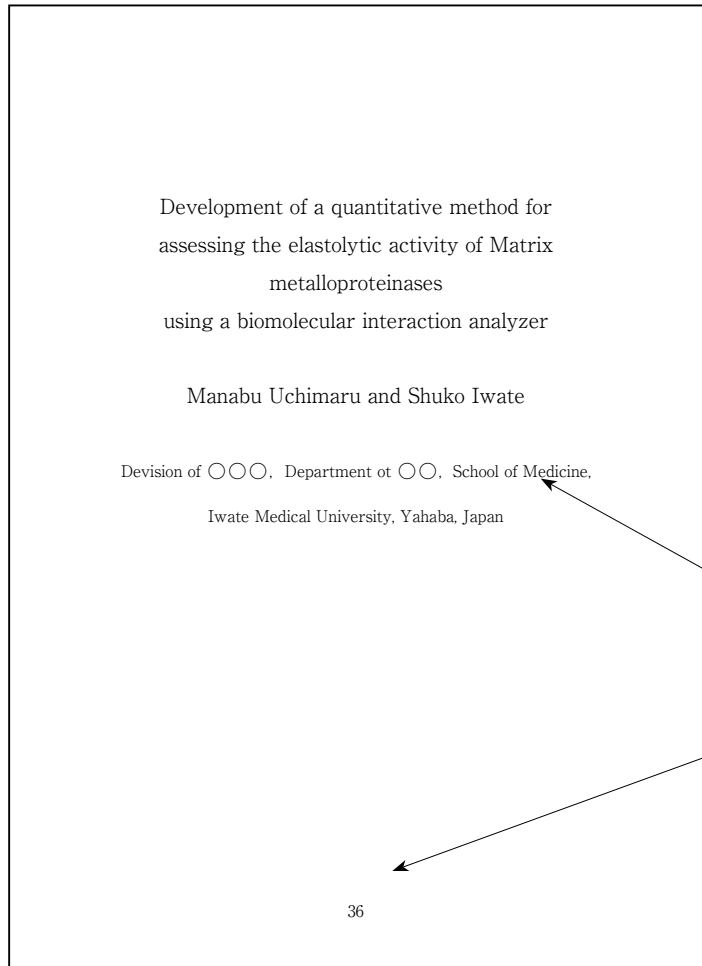 Development of a quantitative method for
assessing the elastolytic activity of Matrix
metalloproteinases
using a biomolecular interaction analyzer
Manabu Uchimaru and Shuko Iwate
Devision of ○○○, Department ot ○○, School of Medicine,
Iwate Medical University, Yahaba, Japan
36